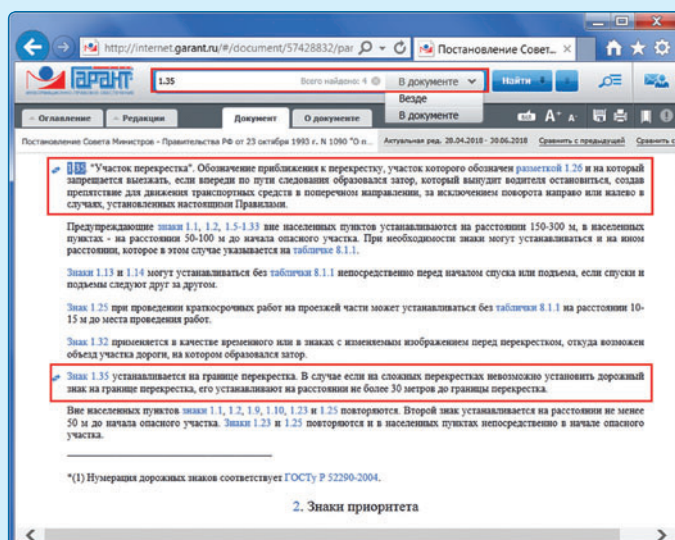 http://internet.garant.ru/#/document/57428832/par
Постановление Совет...
ГАРАНТ
1.35
Всего найдено: 4
В документе
Найти
Везде
В документе
Оглавление
Редакции
Документ
О документе
A+ A-
Постановление Совета Министров - Правительства РФ от 23 октября 1993 г. N 1090 "О п...
Актуальная ред. 28.04.2018 - 30.06.2018
Сравнить с предыдущей
Сравнить с
1.35. "Участок перекрестка". Обозначение приближения к перекрестку, участок которого обозначен разметкой 1.26 и на который
запрещается выезжать, если впереди по пути следования образовался затор, который вынудит водителя остановиться, создав
препятствие для движения транспортных средств в поперечном направлении, за исключением поворота направо или налево в
случаях, установленных настоящими Правилами.
Предупреждающие знаки 1.1, 1.2, 1.5-1.33 вне населенных пунктов устанавливаются на расстоянии 150-300 м, в населенных
пунктах - на расстоянии 50-100 м до начала опасного участка. При необходимости знаки могут устанавливаться и на ином
расстоянии, которое в этом случае указывается на табличке 8.1.1.
Знаки 1.13 и 1.14 могут устанавливаться без таблички 8.1.1 непосредственно перед началом спуска или подъема, если спуски и
подъемы следуют друг за другом.
Знак 1.25 при проведении краткосрочных работ на проезжей части может устанавливаться без таблички 8.1.1 на расстоянии 10-
15 м до места проведения работ.
Знак 1.32 применяется в качестве временного или в знаках с изменяемым изображением перед перекрестком, откуда возможен
объезд участка дороги, на котором образовался затор.
Знак 1.35 устанавливается на границе перекрестка. В случае если на сложных перекрестках невозможно установить дорожный
знак на границе перекрестка, его устанавливают на расстоянии не более 30 метров до границы перекрестка.
Вне населенных пунктов знаки 1.1, 1.2, 1.9, 1.10, 1.23 и 1.25 повторяются. Второй знак устанавливается на расстоянии не менее
50 м до начала опасного участка. Знаки 1.23 и 1.25 повторяются и в населенных пунктах непосредственно в начале опасного
участка.
*(1) Нумерация дорожных знаков соответствует ГОСТу Р 52290-2004.
2. Знаки приоритета